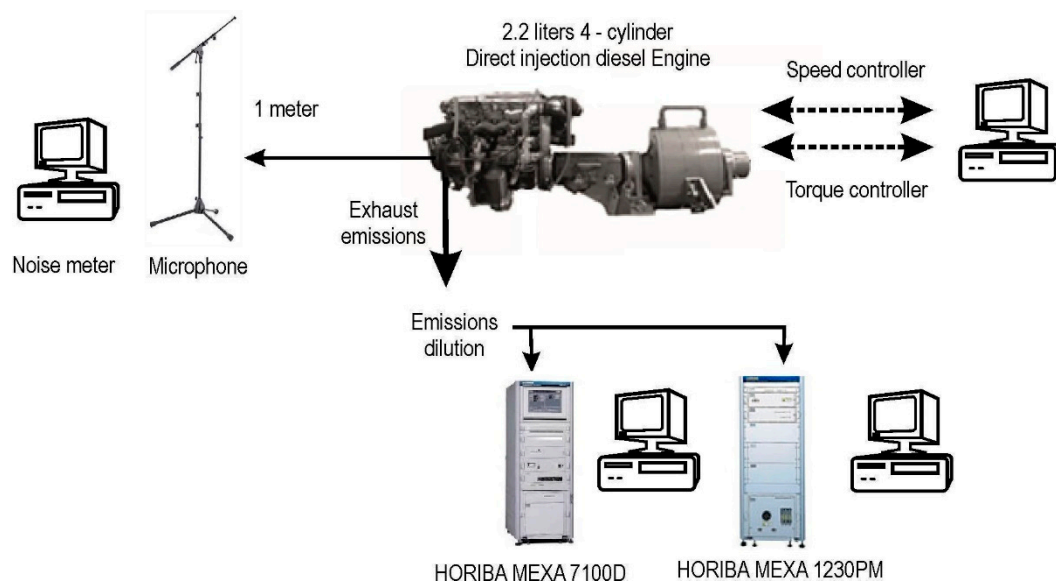 2.2 liters 4 - cylinder
Direct injection diesel Engine
Speed controller
1 meter
Torque controller
Exhaust
emissions
Noise meter
Microphone
Emissions
dilution
HORIBA MEXA 7100D
HORIBA MEXA 1230PM